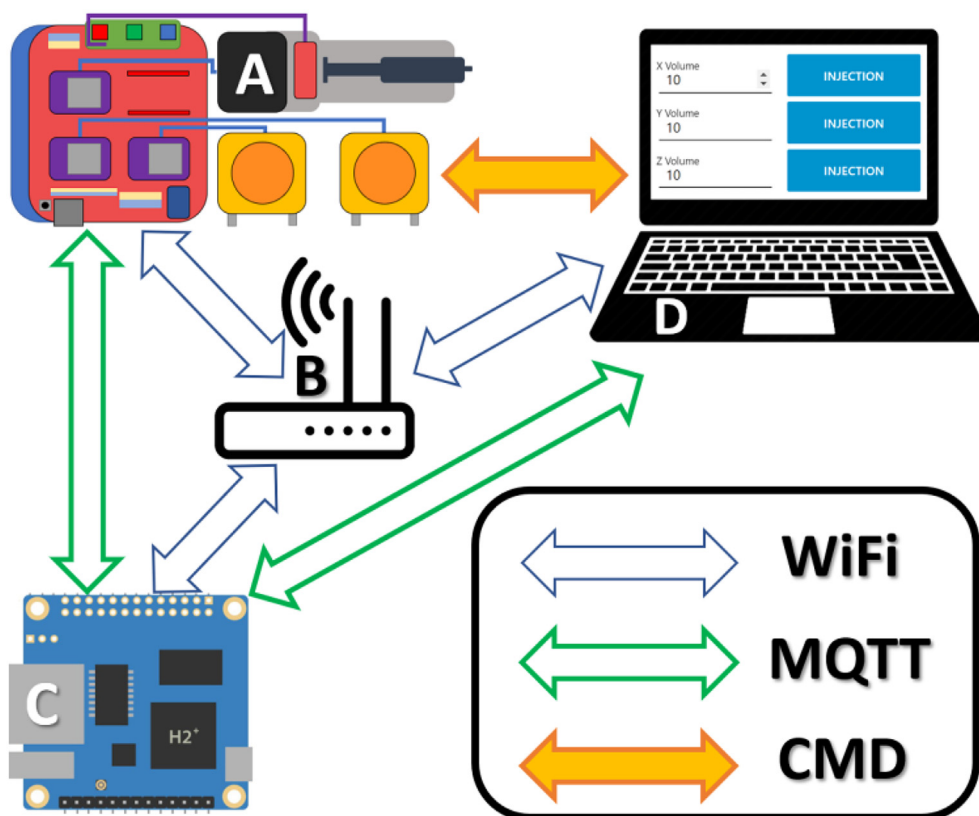 A
X Volume
10
INJECTION
Y Volume
10
INJECTION
Z Volume
10
INJECTION
D
B
C
H2+
WiFi
MQTT
CMD